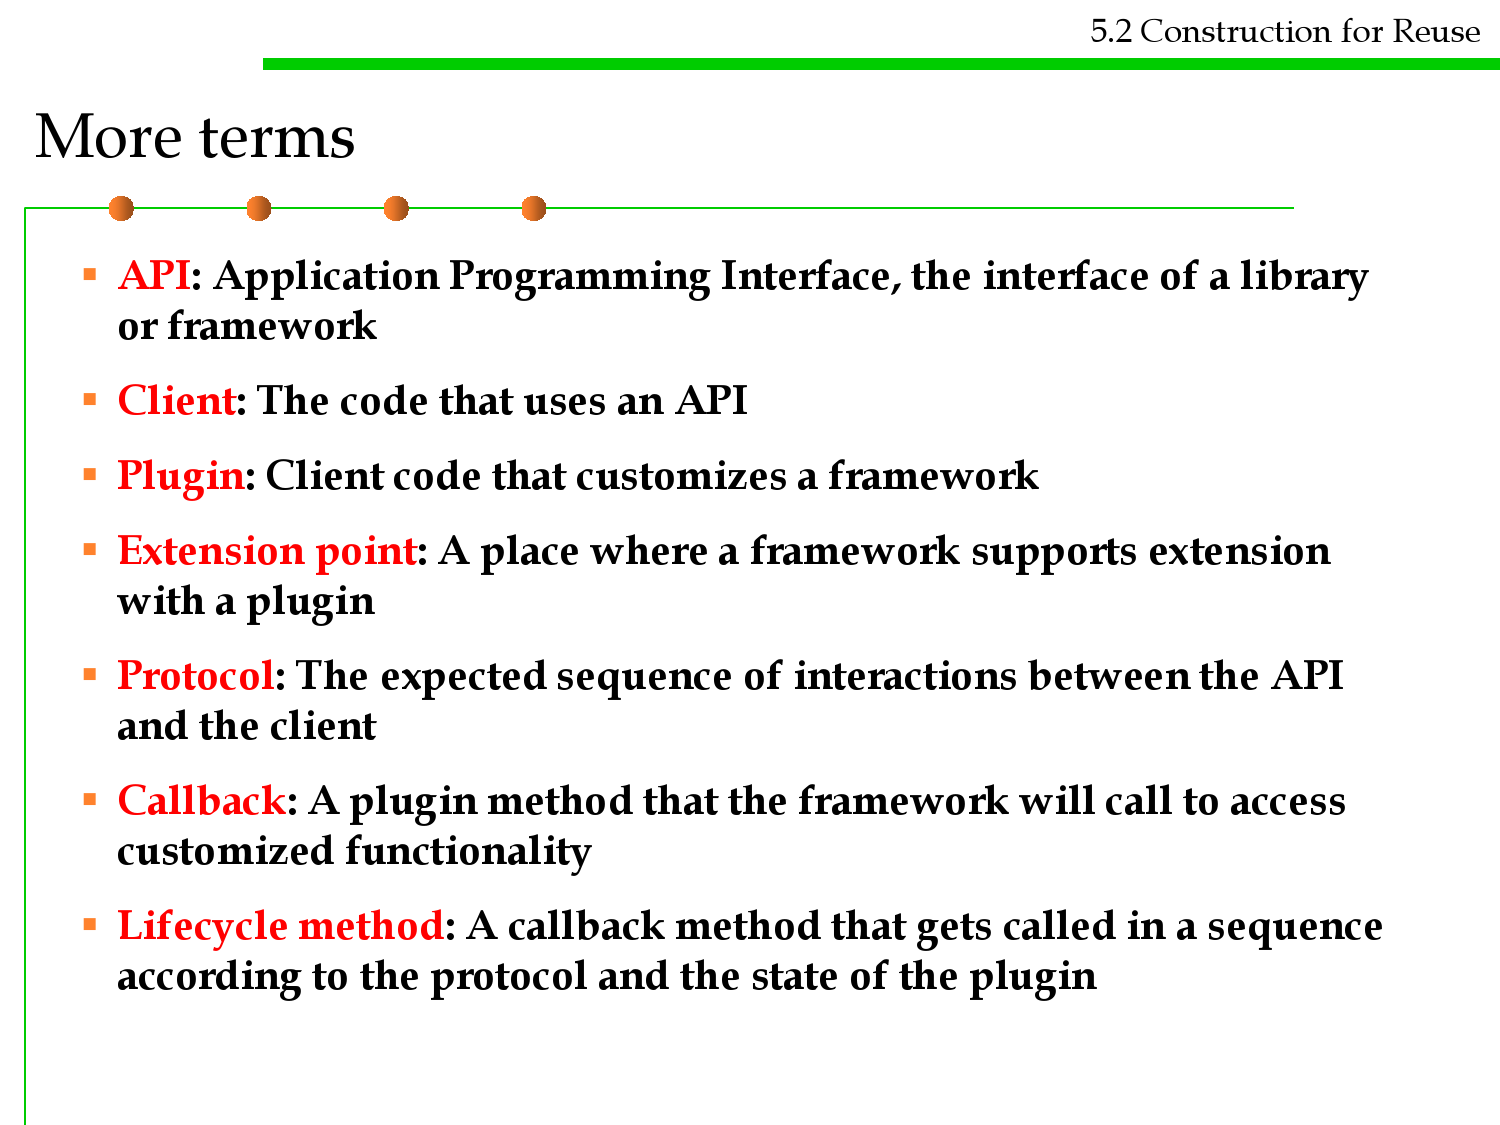 5.2 Construction for Reuse
More terms
▪ API: Application Programming Interface, the interface of a library
or framework
▪ Client: The code that uses an API
▪ Plugin: Client code that customizes a framework
▪ Extension point: A place where a framework supports extension
with a plugin
▪ Protocol: The expected sequence of interactions between the API
and the client
▪ Callback: A plugin method that the framework will call to access
customized functionality
▪ Lifecycle method: A callback method that gets called in a sequence
according to the protocol and the state of the plugin